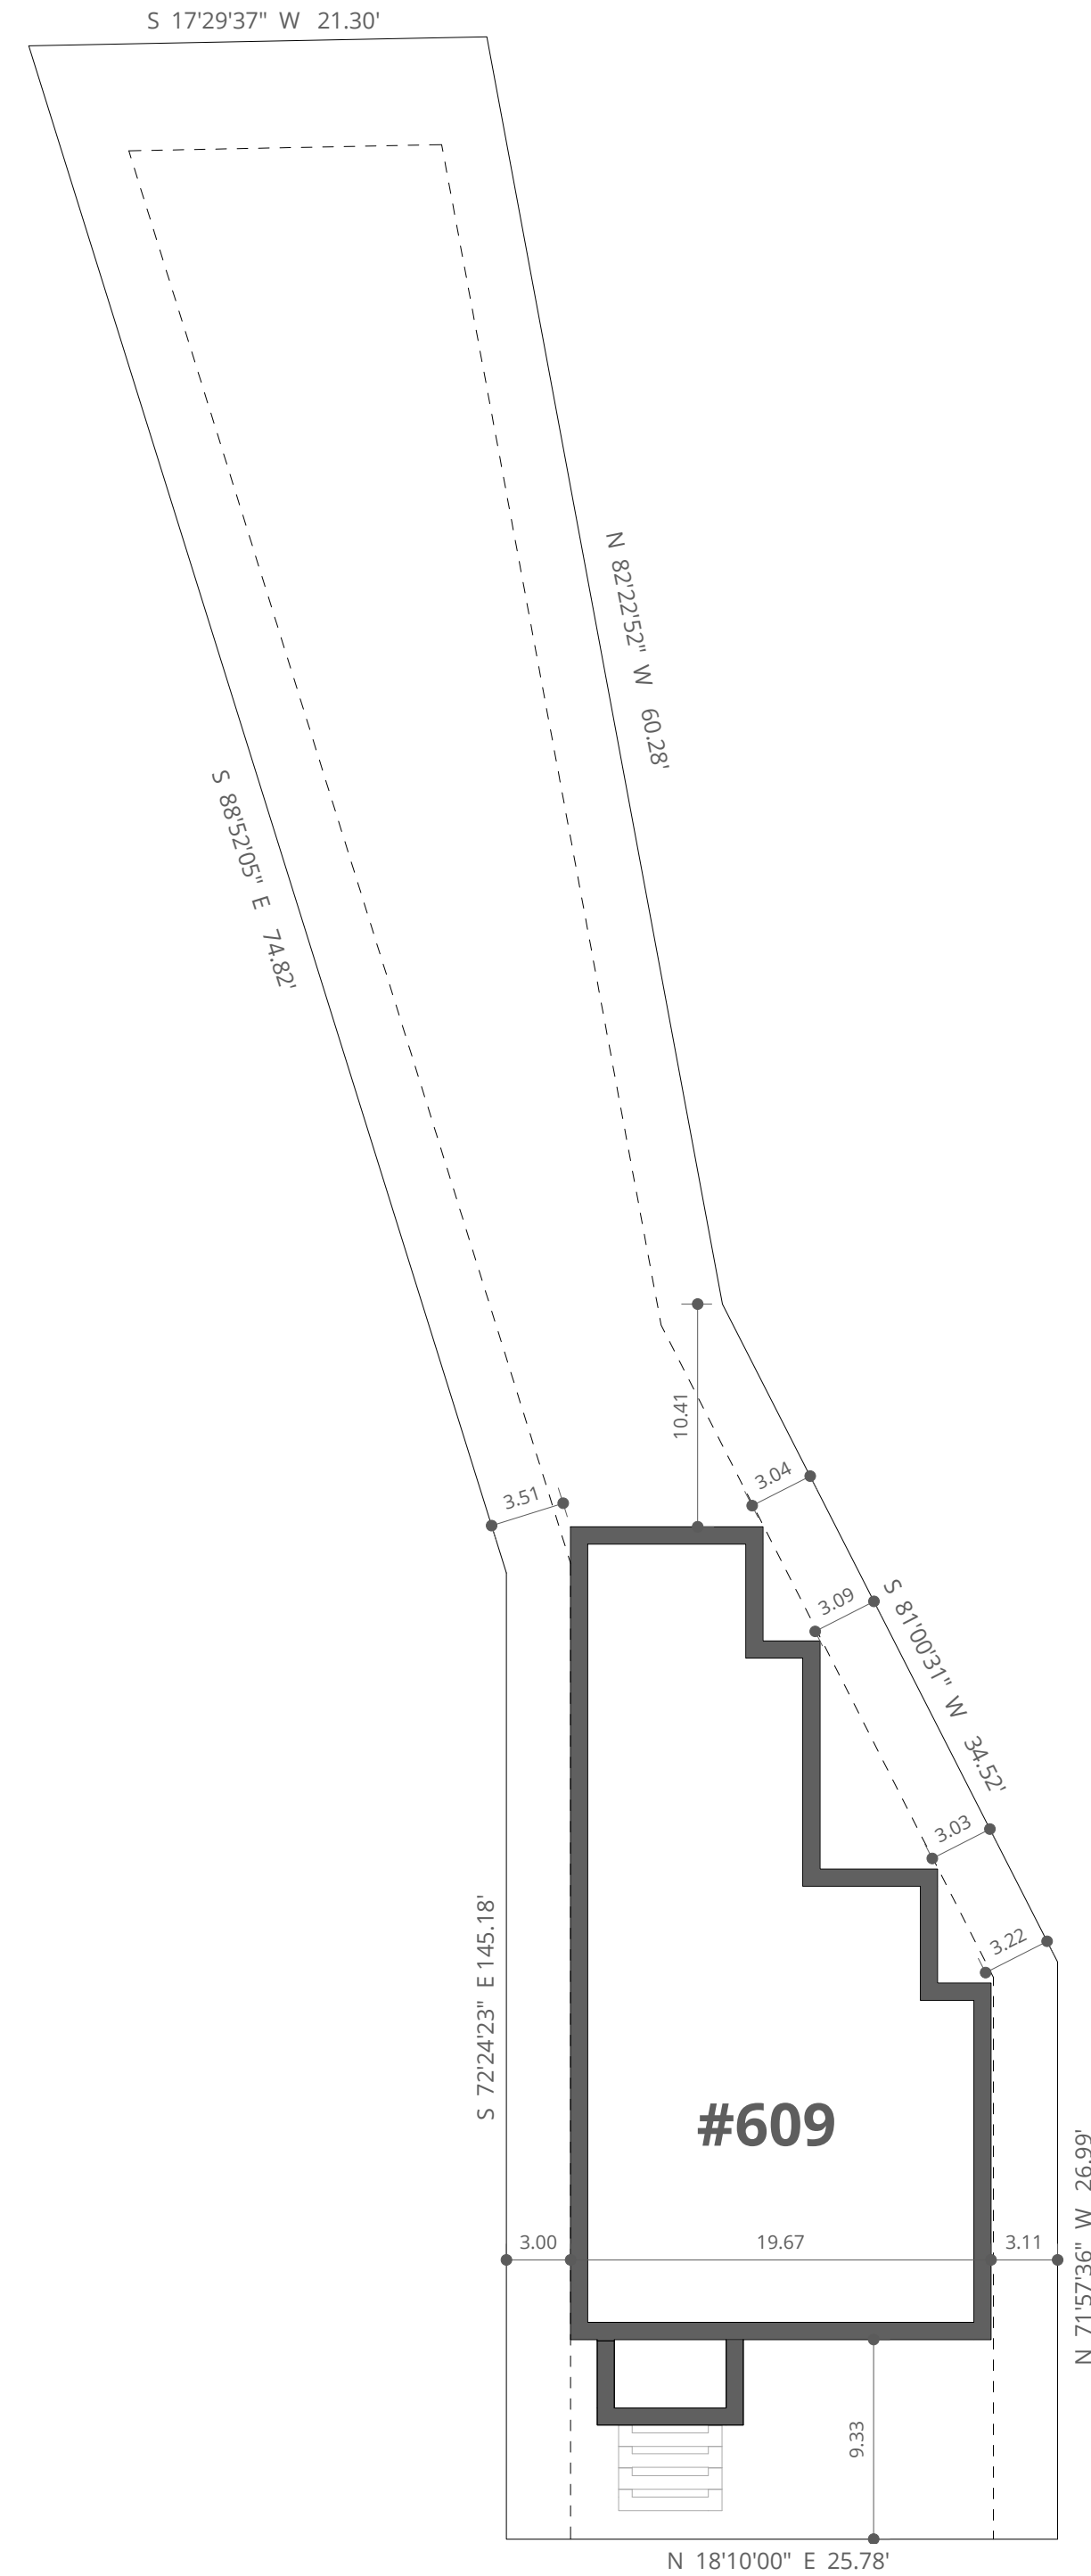 S 17'29'37" W 21.30'
N 82'22'52" W 60.28'
S 88'52'05" E 74.82'
10.41
3.04
3.51
3.09
S 81'00'31" W 34.52'
3.03
3.22
S 72'24'23" E 145.18'
#609
N 71'57'36" W 26.99'
3.00
19.67
3.11
9.33
N 18'10'00" E 25.78'